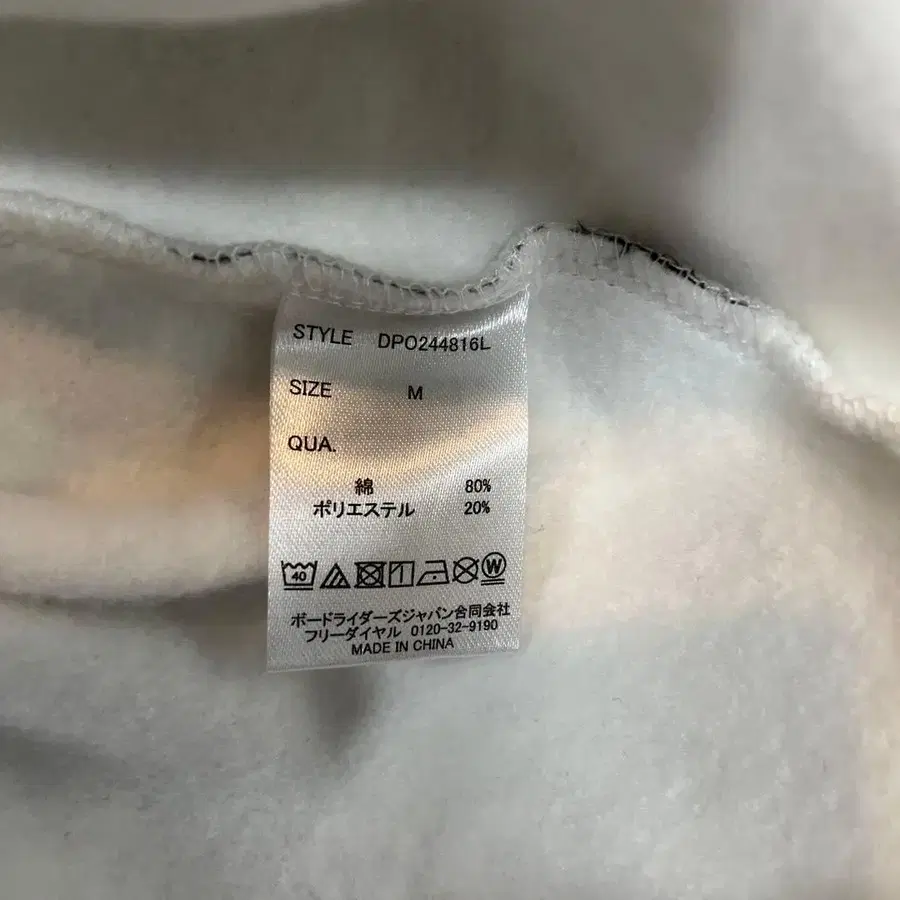 STYLE DPO244816L
SIZE M
QUA.
綿 80%
ポリエステル 20%
40 W
ボードライダーズジャパン合同会社
フリーダイヤル 0120-32-9190
MADE IN CHINA